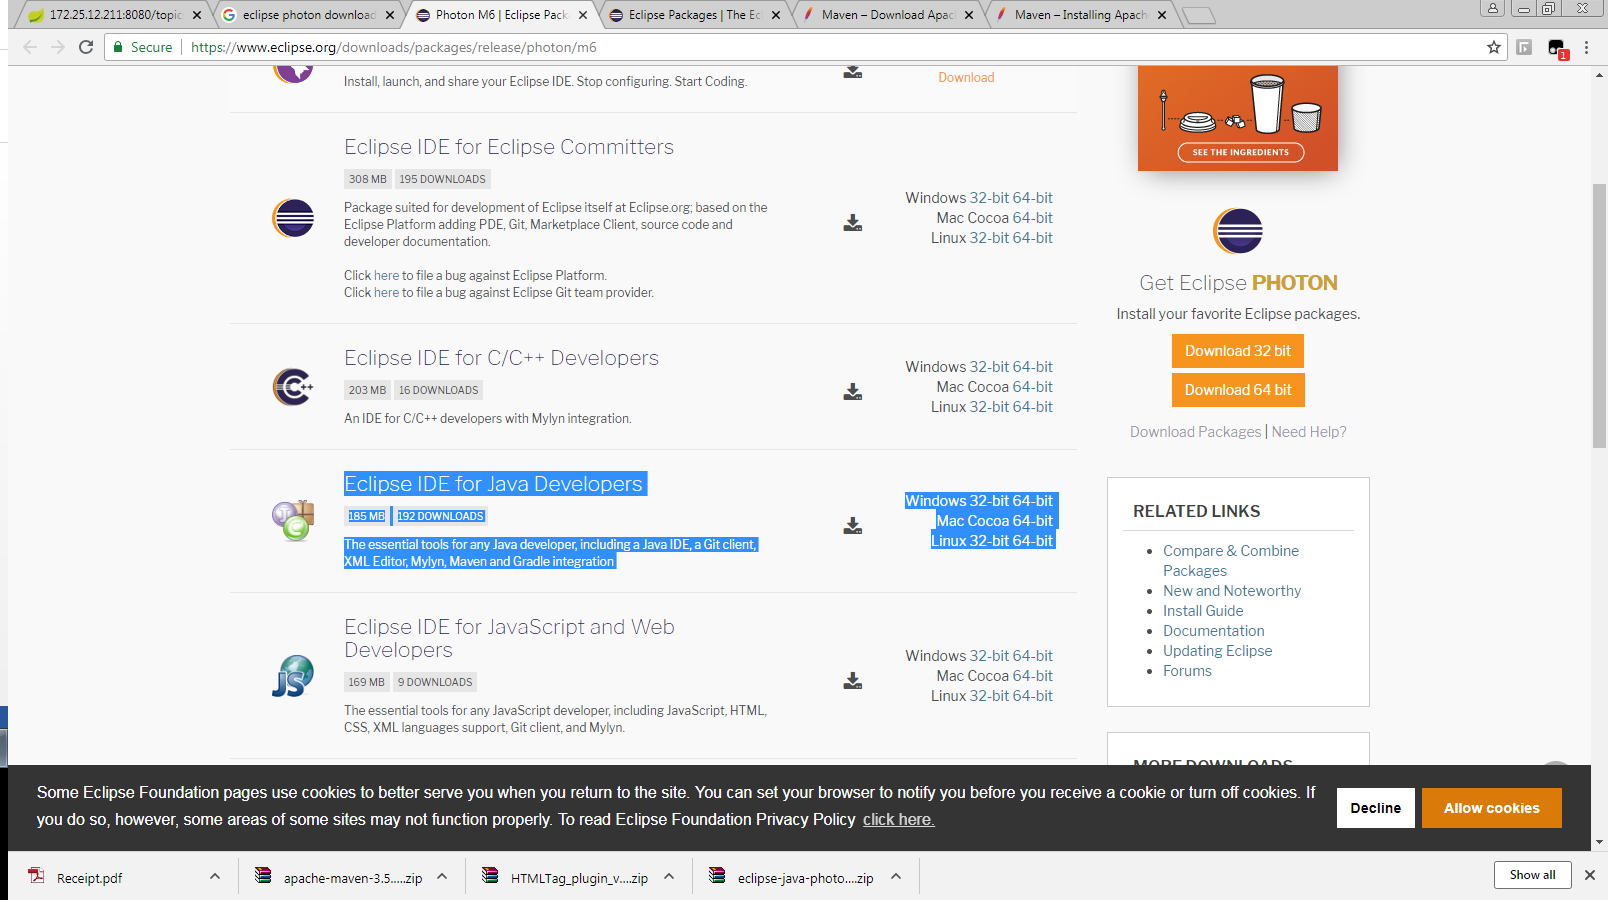 172.25.12.211:8080/topic
eclipse photon download
Photon M6 | Eclipse Pack
Eclipse Packages | The Ec
Maven – Download Apac
Maven – Installing Apach
Secure
https://www.eclipse.org/downloads/packages/release/photon/m6
1
Install, launch, and share your Eclipse IDE. Stop configuring. Start Coding.
Download
Eclipse IDE for Eclipse Committers
308 MB 195 DOWNLOADS
Package suited for development of Eclipse itself at Eclipse.org; based on the
Eclipse Platform adding PDE, Git, Marketplace Client, source code and
developer documentation.
Click here to file a bug against Eclipse Platform.
Click here to file a bug against Eclipse Git team provider.
Windows 32-bit 64-bit
Mac Cocoa 64-bit
Linux 32-bit 64-bit
Eclipse IDE for C/C++ Developers
203 MB 16 DOWNLOADS
An IDE for C/C++ developers with Mylyn integration.
Windows 32-bit 64-bit
Mac Cocoa 64-bit
Linux 32-bit 64-bit
C++
Eclipse IDE for Java Developers
185 MB 192 DOWNLOADS
The essential tools for any Java developer, including a Java IDE, a Git client,
XML Editor, Mylyn, Maven and Gradle integration
Windows 32-bit 64-bit
Mac Cocoa 64-bit
Linux 32-bit 64-bit
J
C
Eclipse IDE for JavaScript and Web
Developers
169 MB 9 DOWNLOADS
The essential tools for any JavaScript developer, including JavaScript, HTML,
CSS, XML languages support, Git client, and Mylyn.
Windows 32-bit 64-bit
Mac Cocoa 64-bit
Linux 32-bit 64-bit
JS
SEE THE INGREDIENTS
Get Eclipse PHOTON
Install your favorite Eclipse packages.
Download 32 bit
Download 64 bit
Download Packages | Need Help?
RELATED LINKS
Compare & Combine
Packages
New and Noteworthy
Install Guide
Documentation
Updating Eclipse
Forums
MORE DOWNLOADS
Some Eclipse Foundation pages use cookies to better serve you when you return to the site. You can set your browser to notify you before you receive a cookie or turn off cookies. If
you do so, however, some areas of some sites may not function properly. To read Eclipse Foundation Privacy Policy click here.
Decline
Allow cookies
Receipt.pdf
apache-maven-3.5.....zip
HTMLTag_plugin_v....zip
eclipse-java-photo....zip
Show all